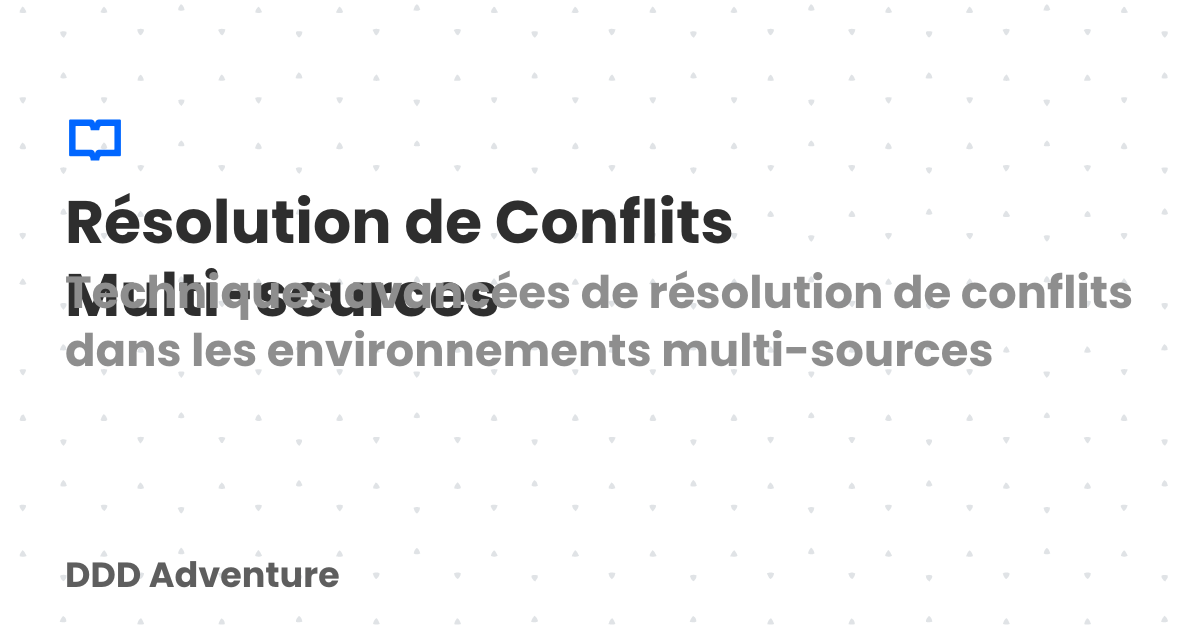 Résolution de Conflits
Multi-sources
Techniques avancées de résolution de conflits
dans les environnements multi-sources
DDD Adventure